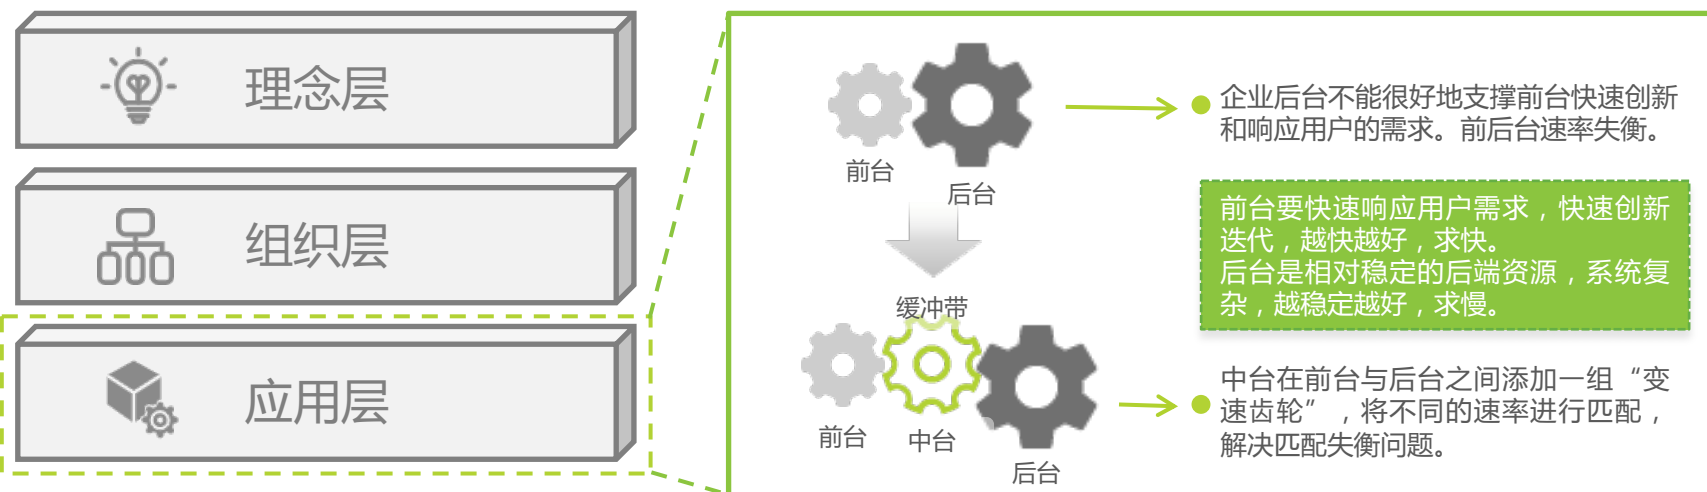 理念层
组织层
应用层
前台
后台
缓冲带
前台
中台
后台
企业后台不能很好地支撑前台快速创新
和响应用户的需求。前后台速率失衡。
前台要快速响应用户需求，快速创新
迭代，越快越好，求快。
后台是相对稳定的后端资源，系统复
杂，越稳定越好，求慢。
中台在前台与后台之间添加一组“变
速齿轮”，将不同的速率进行匹配，
解决匹配失衡问题。